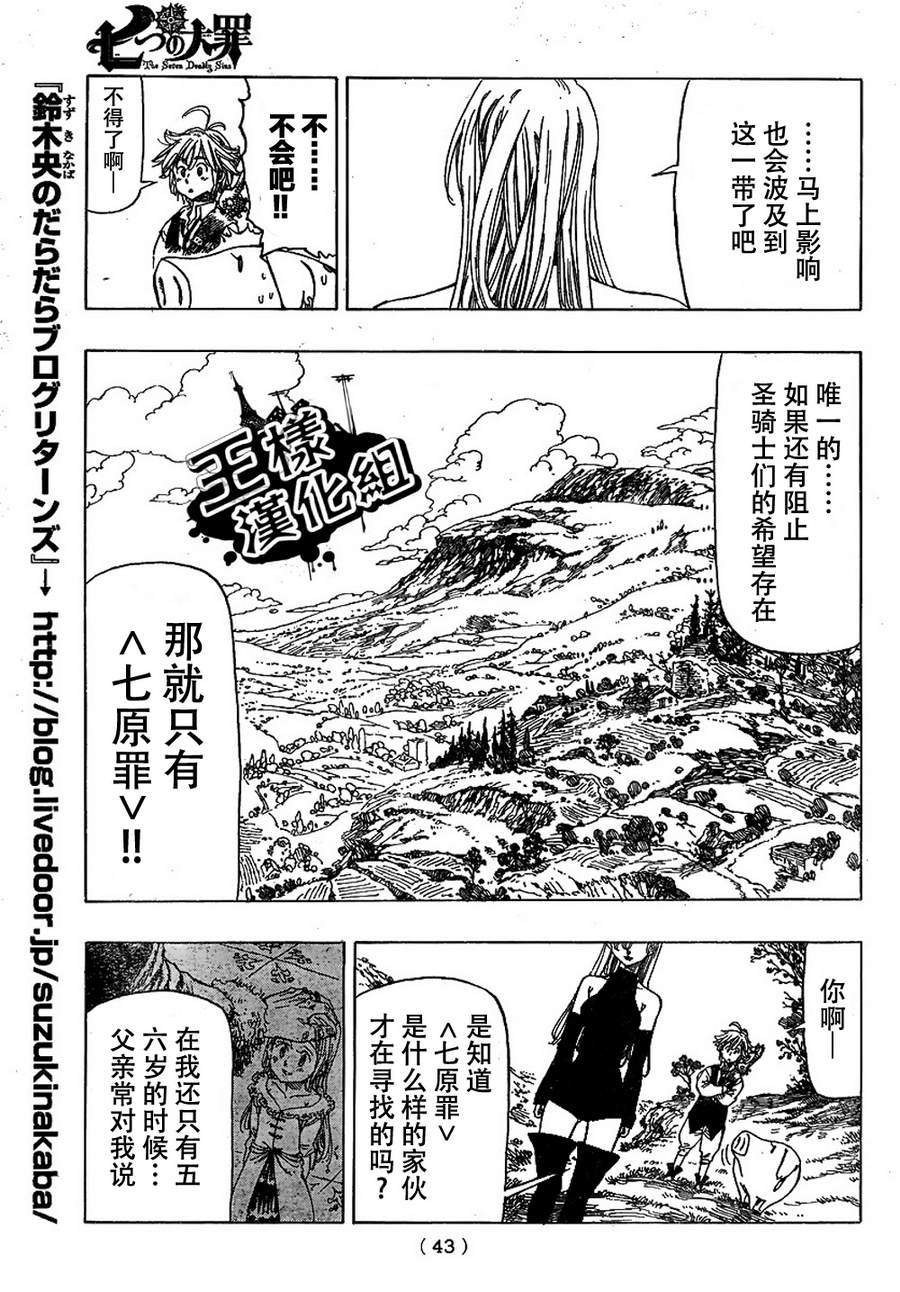 七つの大罪
The Seven Deadly Sins
……马上影响
也会波及到
这一带了吧
不……
不会吧!!
不得了啊—
唯一的……
如果还有阻止
圣骑士们的希望存在
王樣
漢化組
那就只有
<七原罪>!!
你啊—
是知道
<七原罪>
是什么样的家伙
才在寻找的吗?
在我还只有五
六岁的时候…
父亲常对我说
『鈴木央のだらだらブログリターンズ』→ http://blog.livedoor.jp/suzukinakaba/
すずき なかば
(43)